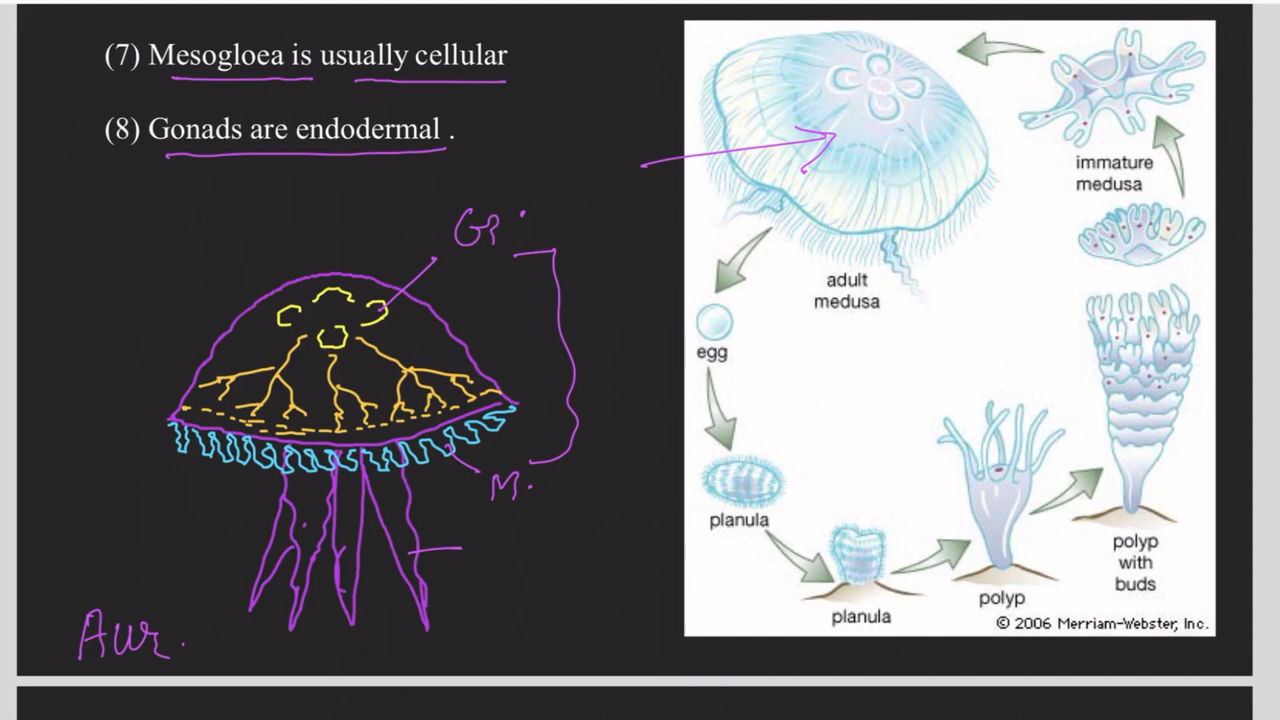 (7) Mesogloea is usually cellular
(8) Gonads are endodermal .
G
M.
Aur.
immature
medusa
adult
medusa
egg
planula
planula
polyp
polyp
with
buds
© 2006 Merriam-Webster, Inc.